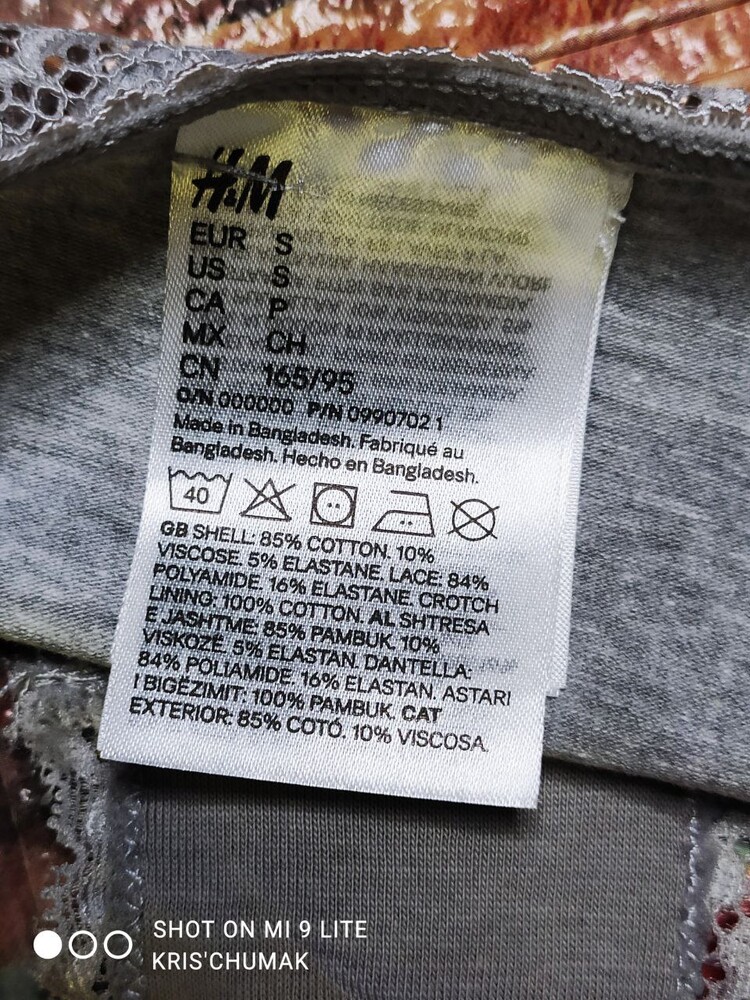 H&M
EUR S
US S
CA P
MX CH
CN 165/95
O/N 000000 P/N 0990702 1
Made in Bangladesh. Fabriqué au
Bangladesh. Hecho en Bangladesh.
40
GB SHELL: 85% COTTON. 10%
VISCOSE. 5% ELASTANE. LACE: 84%
POLYAMIDE. 16% ELASTANE. CROTCH
LINING: 100% COTTON. AL SHTRESA
E JASHTME: 85% PAMBUK. 10%
VISKOZË. 5% ELASTAN. DANTELLA:
84% POLIAMIDE. 16% ELASTAN. ASTARI
I BIGËZIMIT: 100% PAMBUK. CAT
EXTERIOR: 85% COTÓ. 10% VISCOSA.
SHOT ON MI 9 LITE
KRIS'CHUMAK